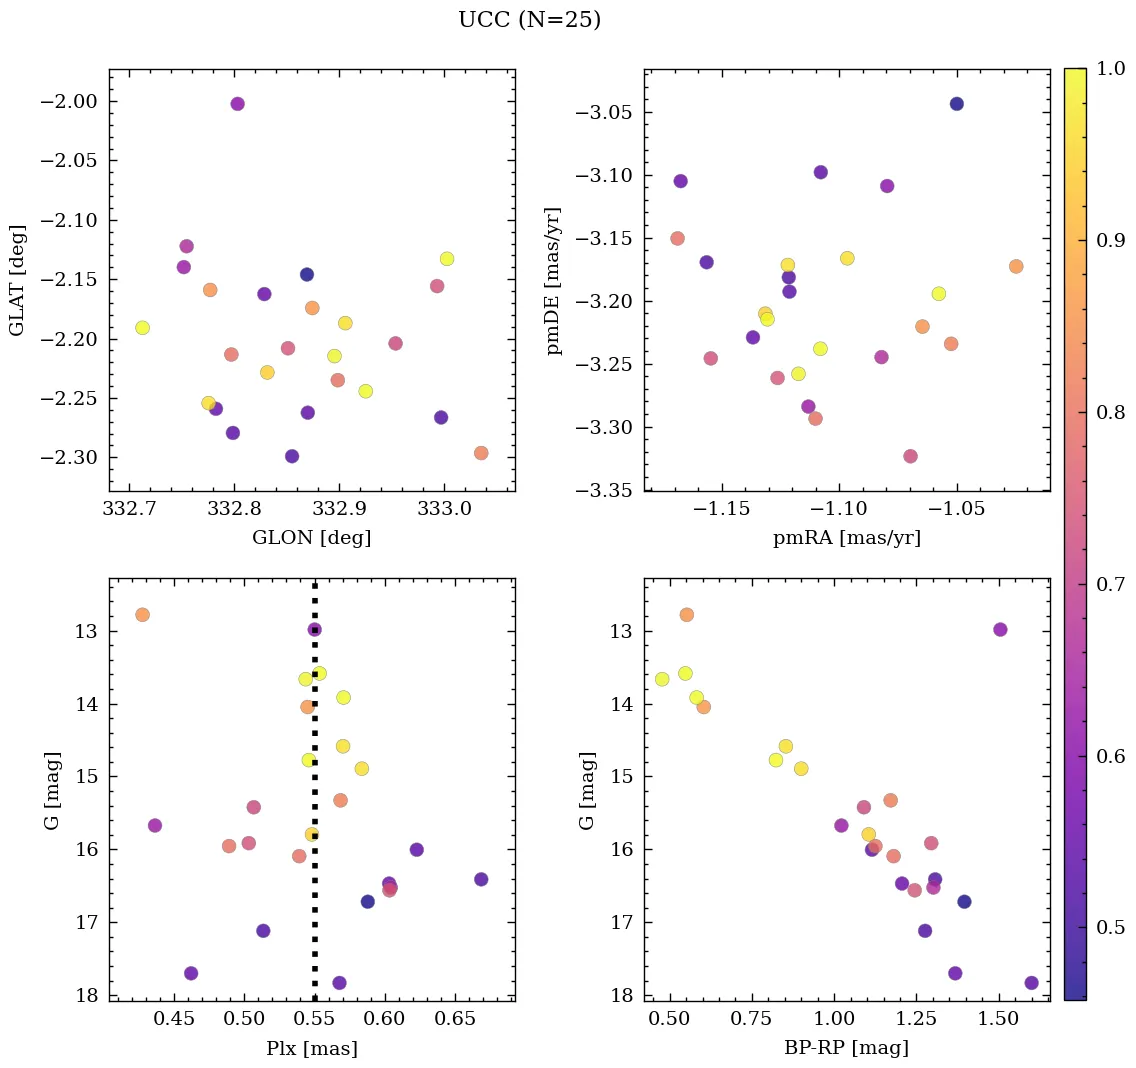 UCC (N=25)
−2.00
−2.05
−2.10
−2.15
−2.20
−2.25
−2.30
GLAT [deg]
332.7 332.8 332.9 333.0
GLON [deg]
−3.05
−3.10
−3.15
−3.20
−3.25
−3.30
−3.35
pmDE [mas/yr]
−1.15 −1.10 −1.05
pmRA [mas/yr]
1.0
0.9
0.8
0.7
0.6
0.5
13
14
15
16
17
18
G [mag]
0.45 0.50 0.55 0.60 0.65
Plx [mas]
13
14
15
16
17
18
G [mag]
0.50 0.75 1.00 1.25 1.50
BP-RP [mag]